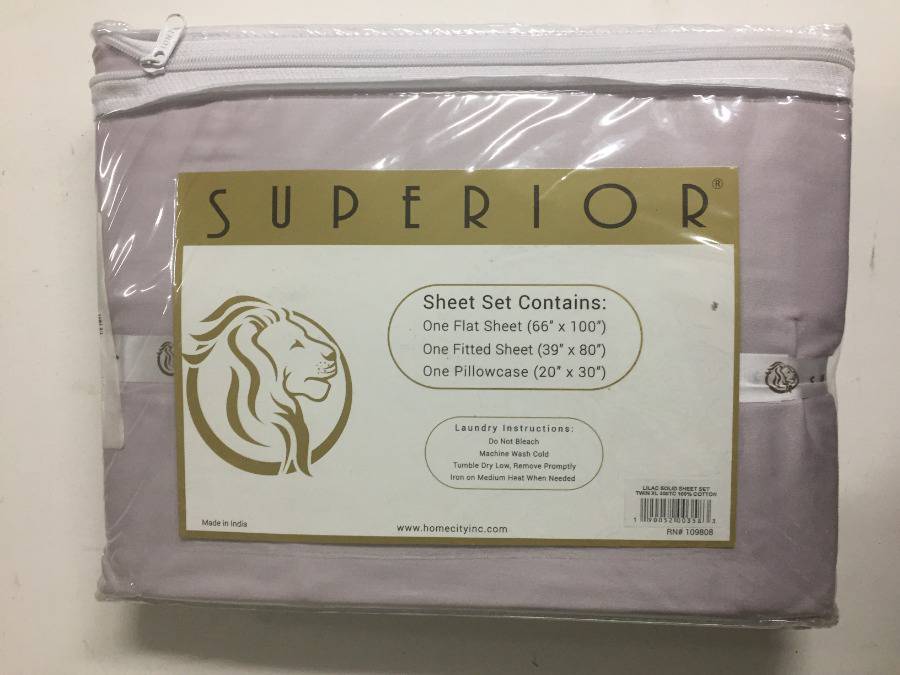 SUPERIOR®
Sheet Set Contains:
One Flat Sheet (66” x 100”)
One Fitted Sheet (39” x 80”)
One Pillowcase (20” x 30”)
Laundry Instructions:
Do Not Bleach
Machine Wash Cold
Tumble Dry Low, Remove Promptly
Iron on Medium Heat When Needed
LILAC SOLID SHEET SET
TWIN XL 100% COTTON
RN# 109808
Made in India
www.homecityinc.com